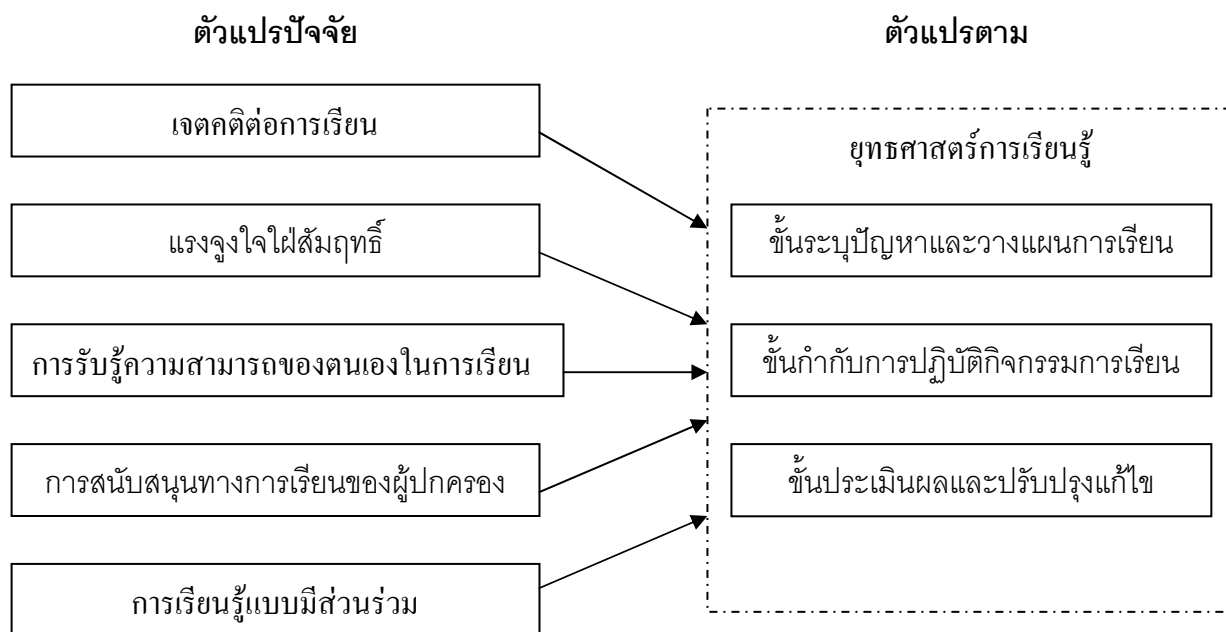 ตัวแปรปัจจัย
ตัวแปรตาม
เจตคติต่อการเรียน
แรงจูงใจใฝ่สัมฤทธิ์
การรับรู้ความสามารถของตนเองในการเรียน
การสนับสนุนทางการเรียนของผู้ปกครอง
การเรียนรู้แบบมีส่วนร่วม
ยุทธศาสตร์การเรียนรู้
ขั้นระบุปัญหาและวางแผนการเรียน
ขั้นกำกับการปฏิบัติกิจกรรมการเรียน
ขั้นประเมินผลและปรับปรุงแก้ไข